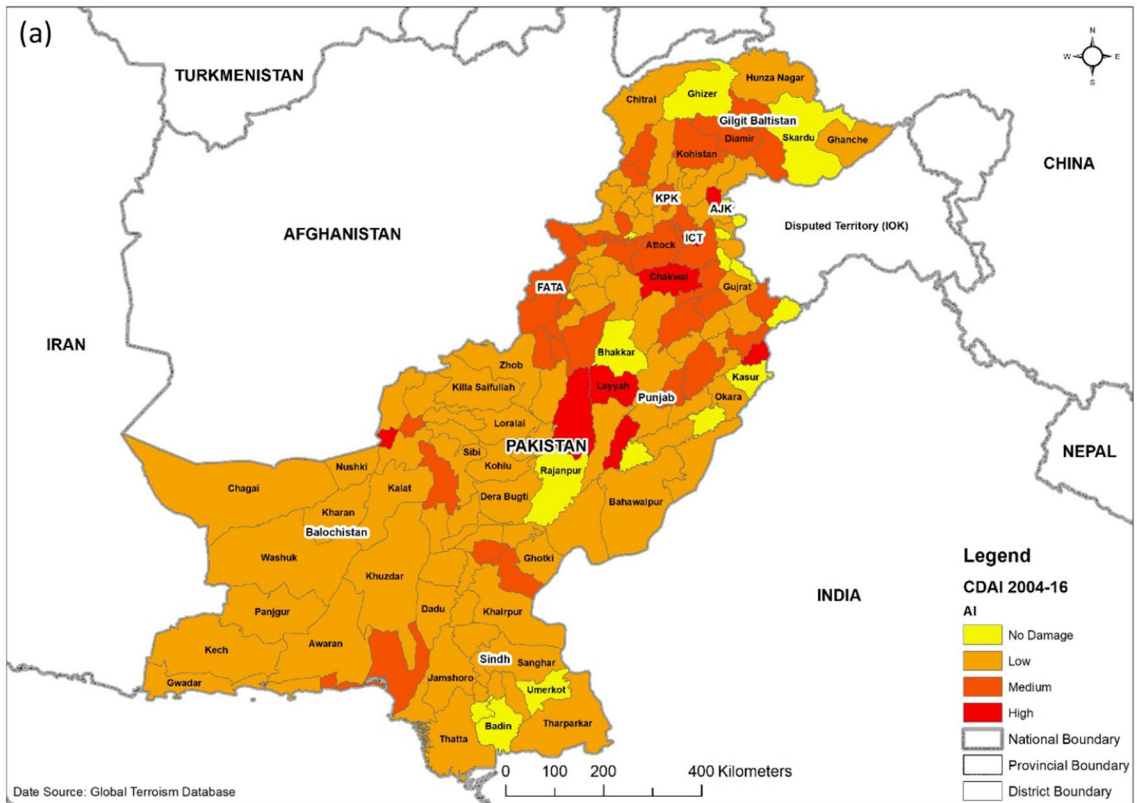 (a)
N
W E
S
TURKMENISTAN
Hunza Nagar
Chitral
Ghizer
Gilgit Baltistan
Skardu
Ghanche
Diamir
Kohistan
CHINA
KPK
AJK
Disputed Territory (IOK)
AFGHANISTAN
ICT
Attock
Chakwal
FATA
Gujrat
IRAN
Bhakkar
Zhob
Kasur
Killa Saifullah
Layyah
Punjab
Okara
Loralai
PAKISTAN
NEPAL
Sibi
Nushki
Kohlu
Rajanpur
Chagai
Kalat
Dera Bugti
Bahawalpur
Kharan
Balochistan
Washuk
Ghotki
Khuzdar
INDIA
Panjgur
Dadu
Khairpur
Awaran
Kech
Sindh
Sanghar
Gwadar
Jamshoro
Umerkot
Badin
Tharparkar
Thatta
Legend
CDAI 2004-16
AI
No Damage
Low
Medium
High
National Boundary
Provincial Boundary
District Boundary
0 100 200 400 Kilometers
Date Source: Global Terroism Database